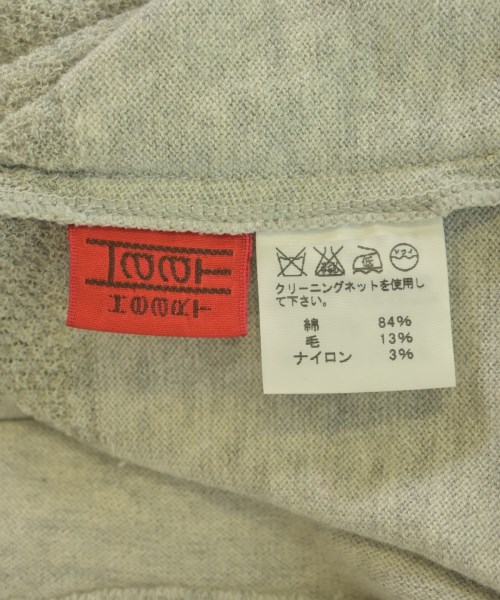 クリーニングネットを使用し
て下さい。
綿 84%
毛 13%
ナイロン 3%